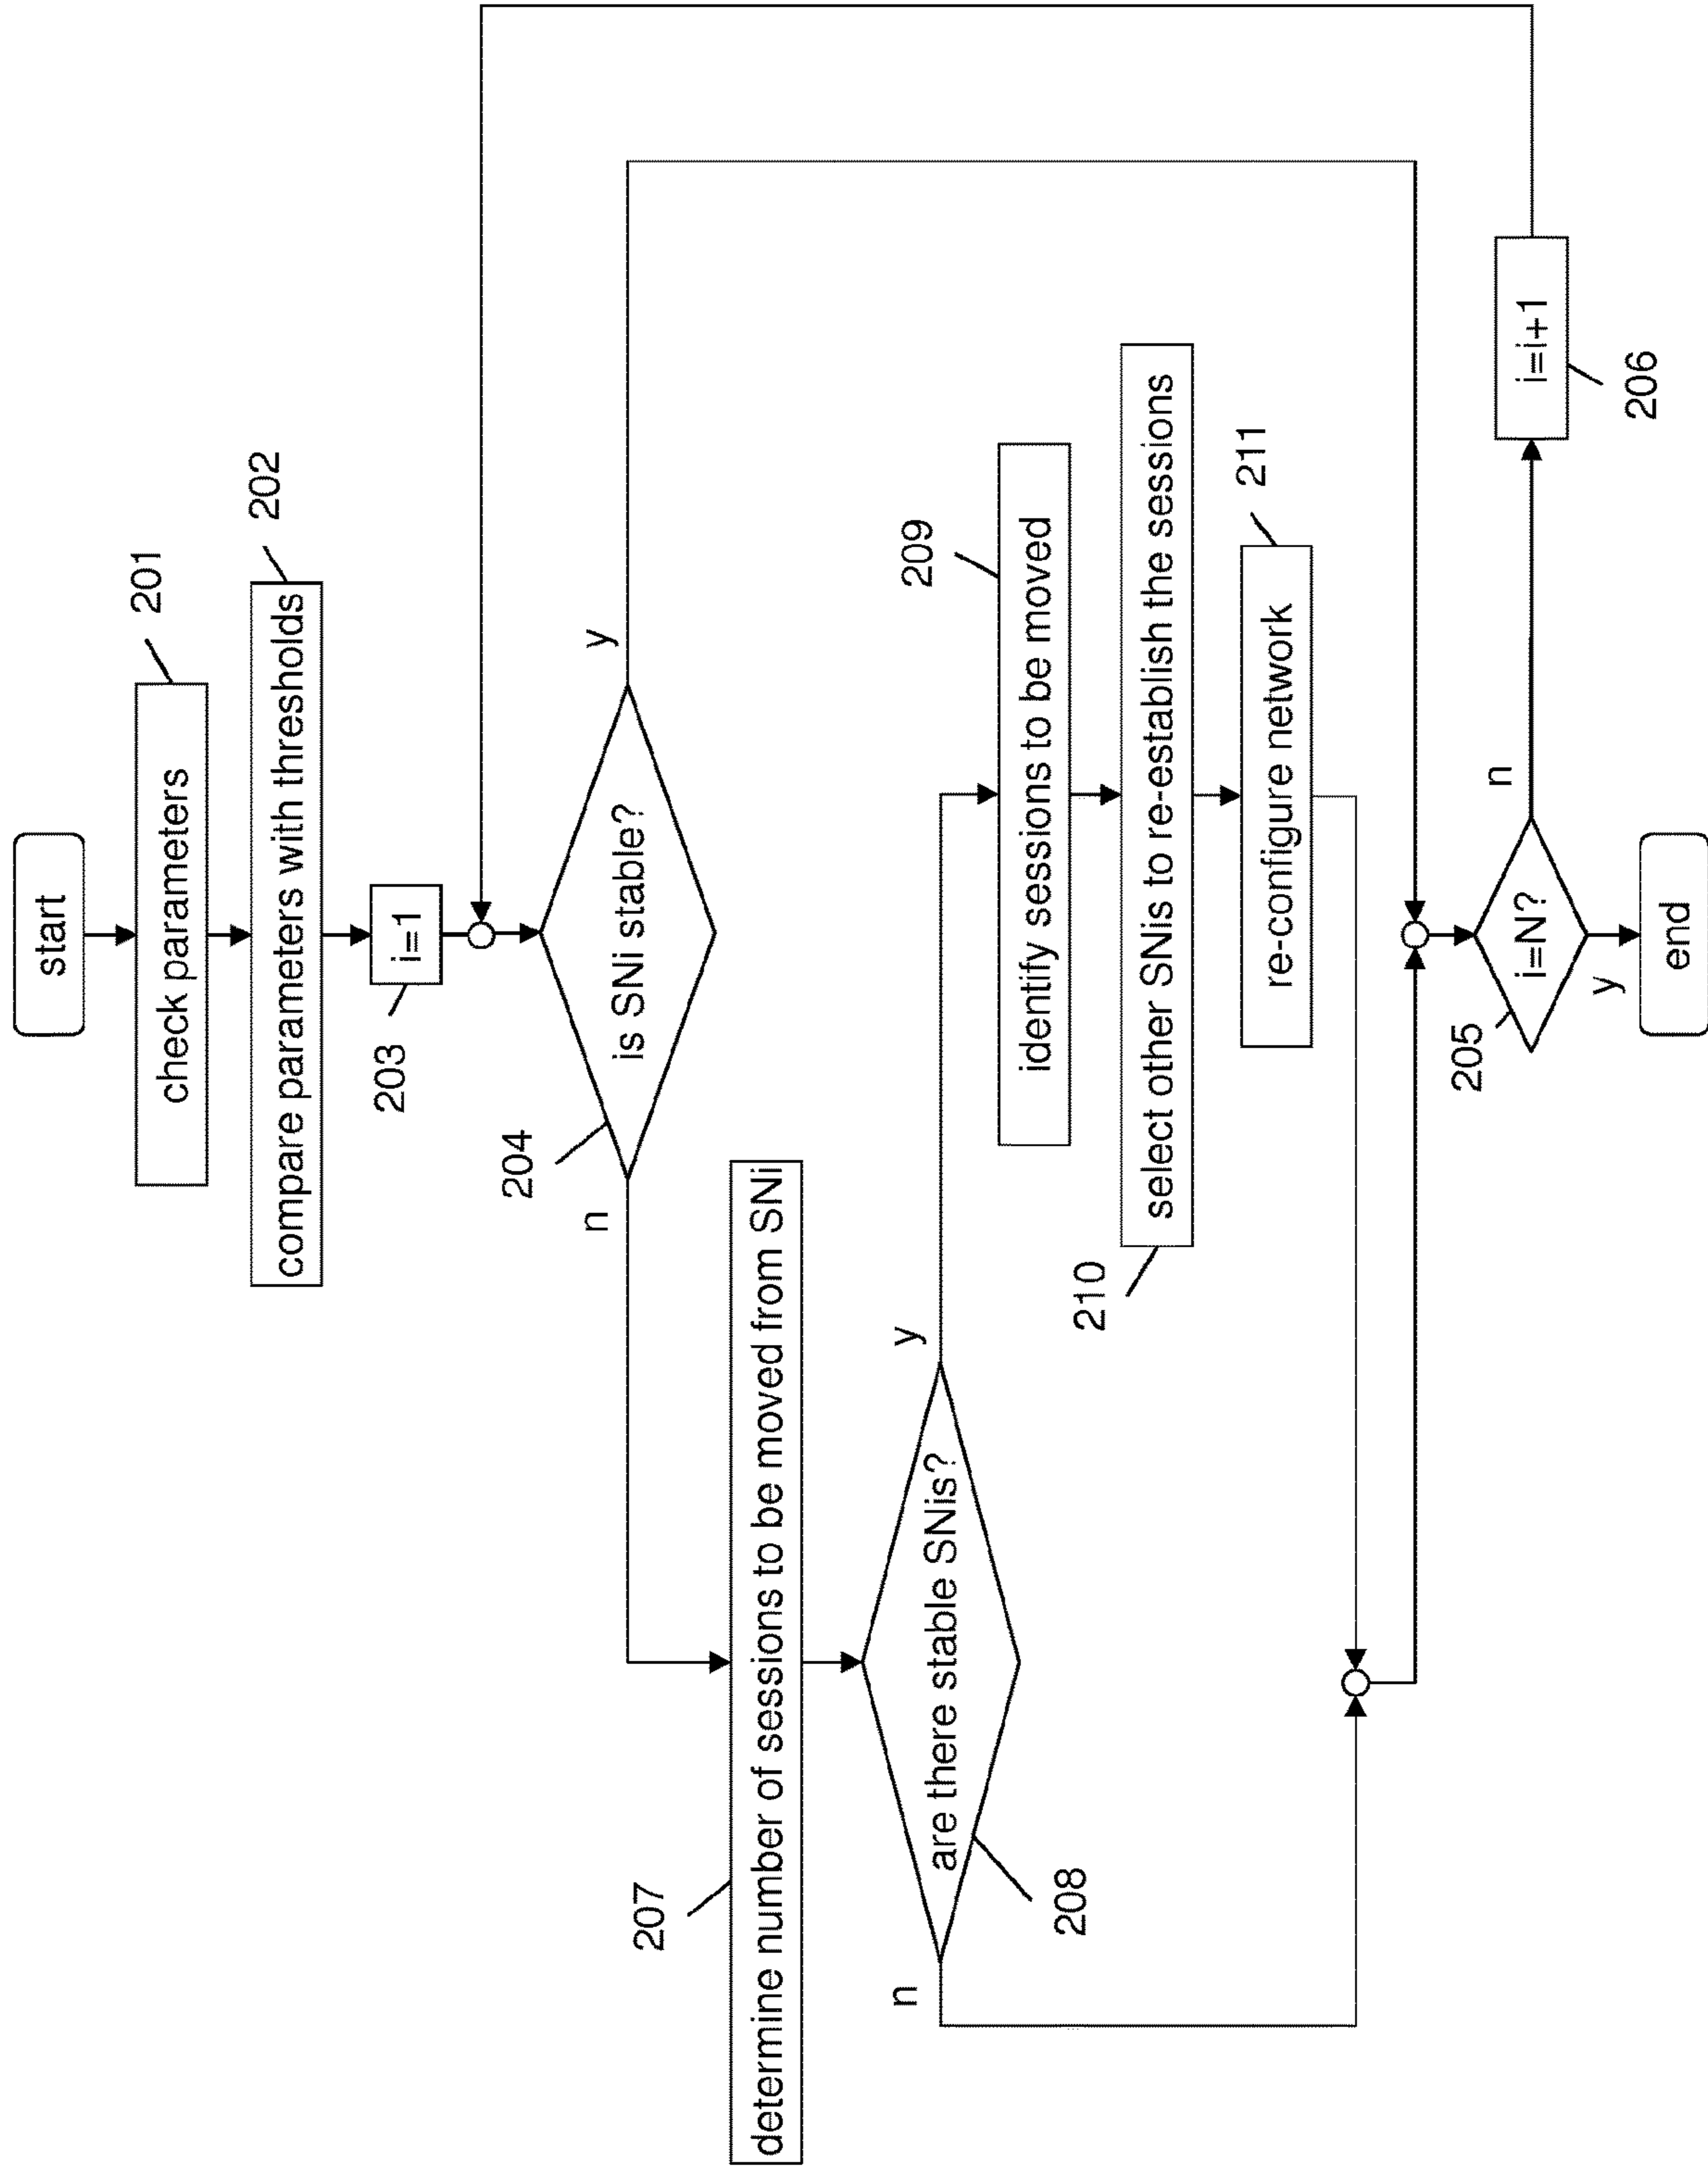 start
check parameters
201
compare parameters with thresholds
202
i=1
203
is SNi stable?
204
n
y
determine number of sessions to be moved from SNi
207
are there stable SNis?
208
n
y
identify sessions to be moved
209
select other SNis to re-establish the sessions
210
re-configure network
211
i=N?
205
n
y
i=i+1
206
end